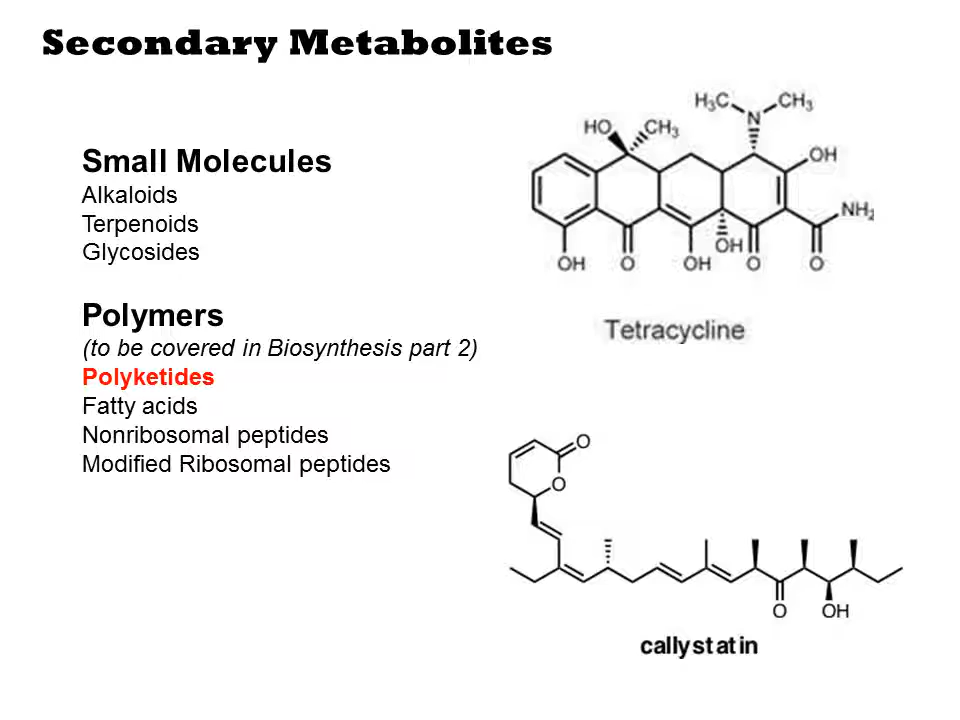 Secondary Metabolites
Small Molecules
Alkaloids
Terpenoids
Glycosides
Polymers
(to be covered in Biosynthesis part 2)
Polyketides
Fatty acids
Nonribosomal peptides
Modified Ribosomal peptides
H₃C CH₃
N
HO CH₃
OH
NH₂
OH
OH O OH O O
Tetracycline
O
O
O OH
callystatin